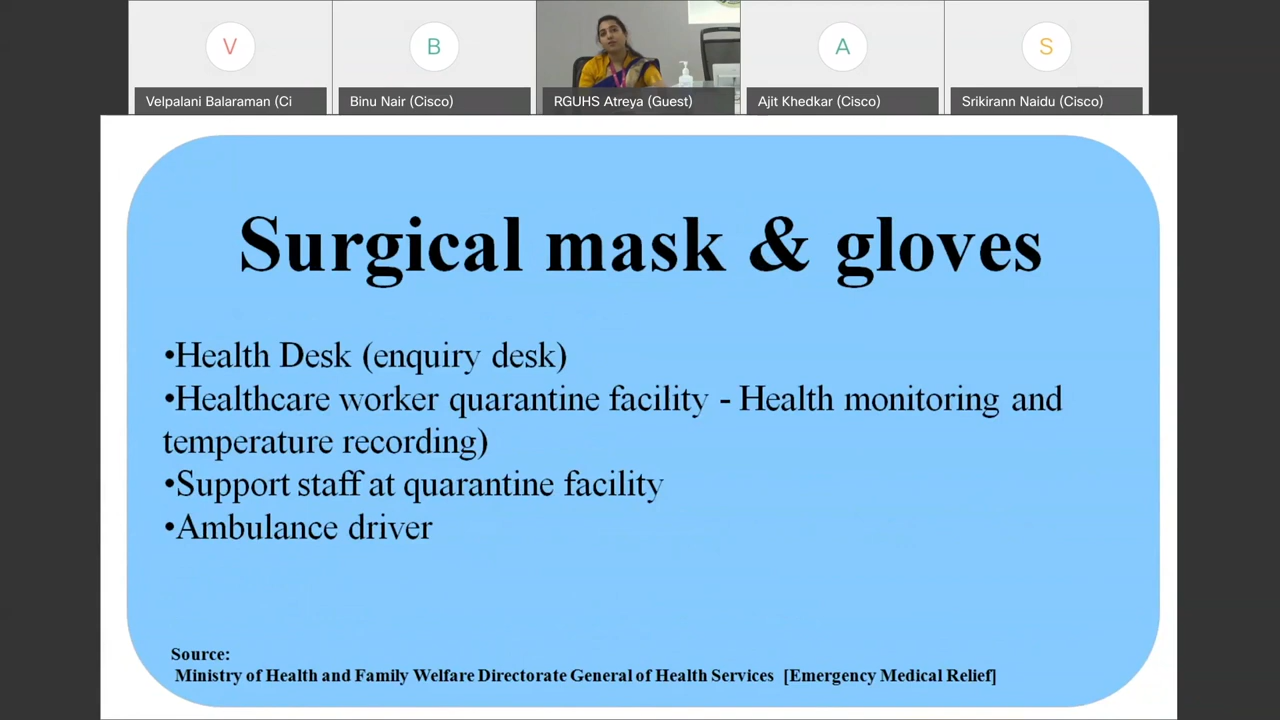 V
B
A
S
Velpalani Balaraman (Ci
Binu Nair (Cisco)
RGUHS Atreya (Guest)
Ajit Khedkar (Cisco)
Srikirann Naidu (Cisco)
Surgical mask & gloves
•Health Desk (enquiry desk)
•Healthcare worker quarantine facility - Health monitoring and
temperature recording)
•Support staff at quarantine facility
•Ambulance driver
Source:
Ministry of Health and Family Welfare Directorate General of Health Services [Emergency Medical Relief]